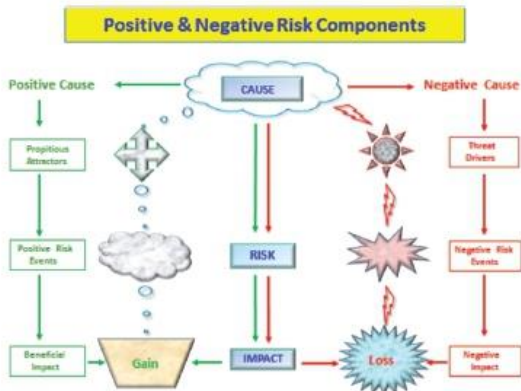 Positive & Negative Risk Components
Positive Cause
CAUSE
Negative Cause
Propitious
Attractors
Threat
Drivers
Positive Risk
Events
RISK
Negative Risk
Events
Beneficial
Impact
Gain
IMPACT
Loss
Negative
Impact